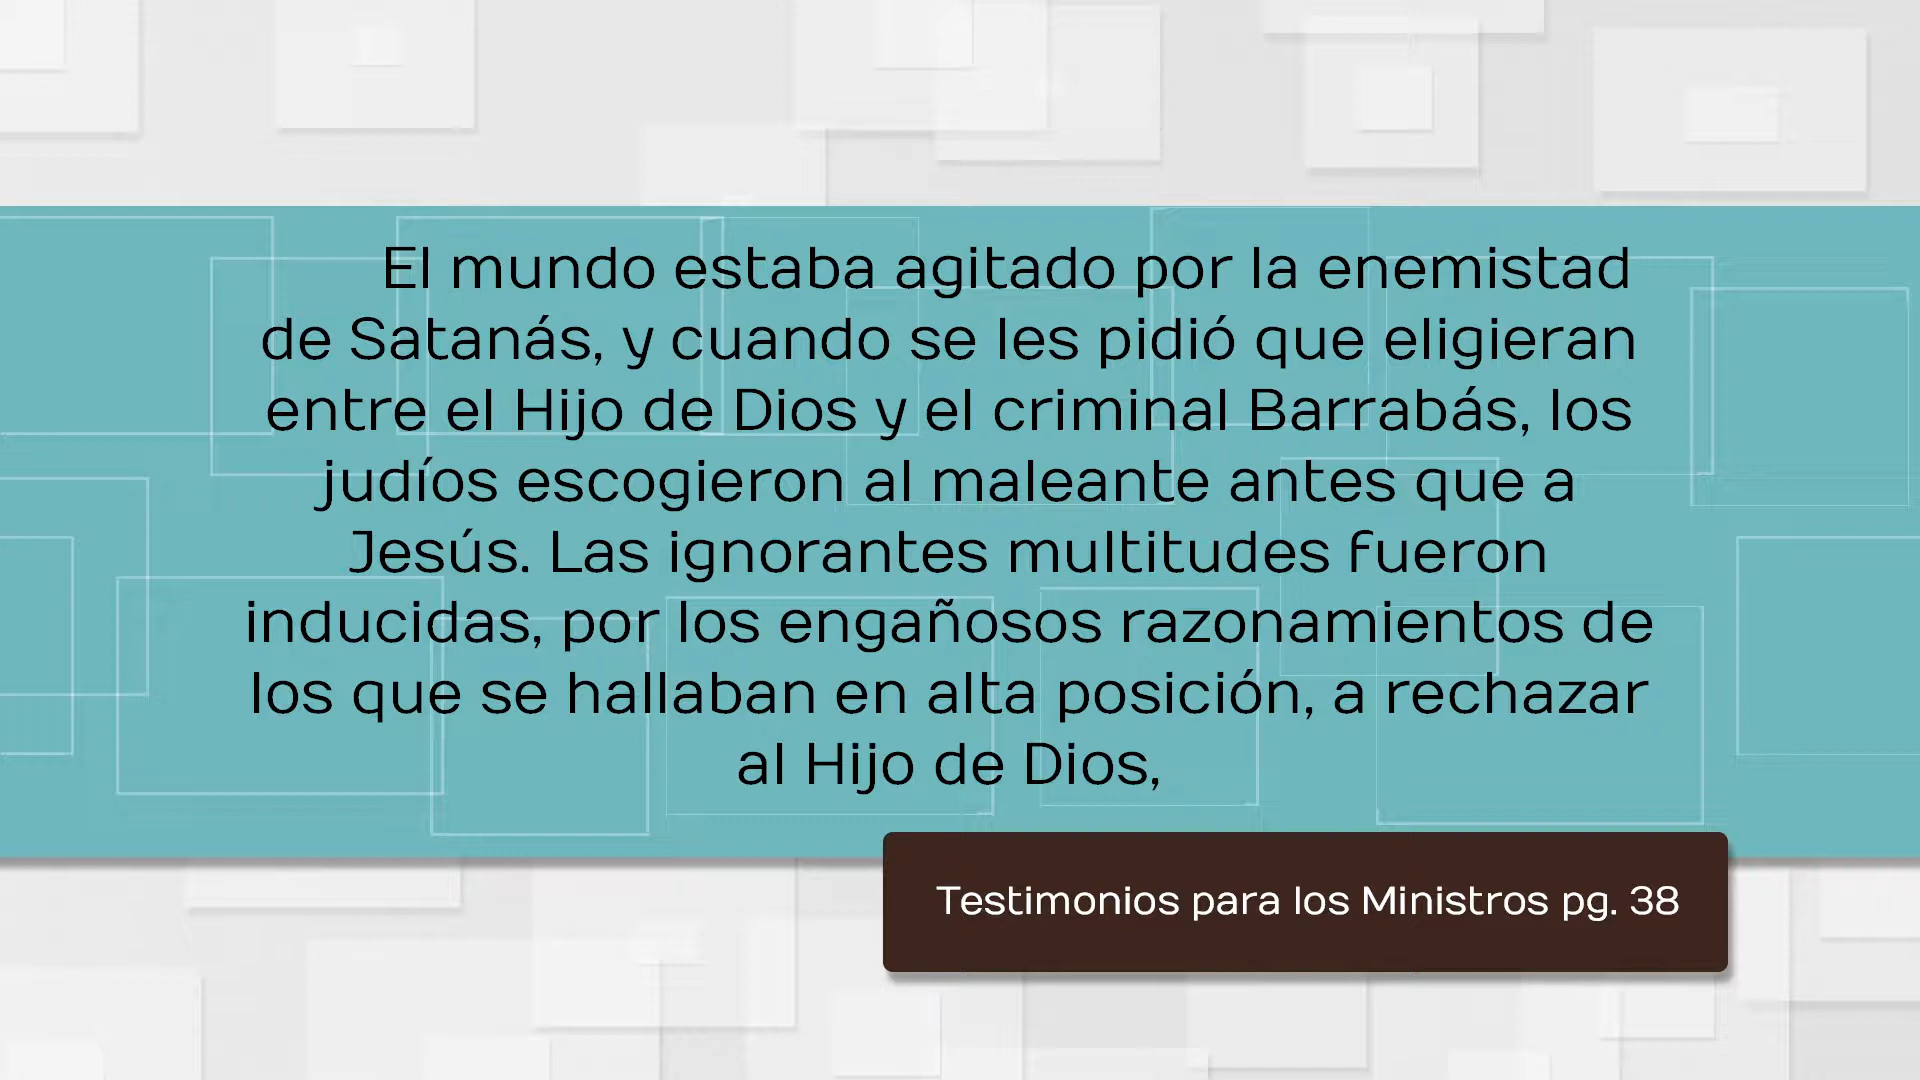 El mundo estaba agitado por la enemistad
de Satanás, y cuando se les pidió que eligieran
entre el Hijo de Dios y el criminal Barrabás, los
judíos escogieron al maleante antes que a
Jesús. Las ignorantes multitudes fueron
inducidas, por los engañosos razonamientos de
los que se hallaban en alta posición, a rechazar
al Hijo de Dios,
Testimonios para los Ministros pg. 38